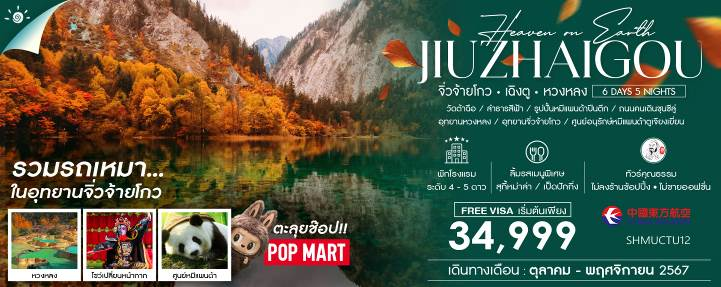 Heaven on Earth
JIUZHAIGOU
จิ่วจ้ายโกว • เฉิงตู • หวงหลง 6 DAYS 5 NIGHTS
วัดต้าฉือ / ลำธารสีฟ้า / รูปปั้นหมีแพนด้าปีนตึก / ถนนคนเดินชุนซีลู่
อุทยานหวงหลง / อุทยานจิ่วจ้ายโกว / ศูนย์อนุรักษ์หมีแพนด้าตูเจียงเยี่ยน
พักโรงแรม
ระดับ 4 - 5 ดาว
ลิ้มรสเมนูพิเศษ
สุกี้หม่าล่า / เป็ดปักกิ่ง
ทัวร์คุณธรรม
ไม่ลงร้านช้อปปิ้ง • ไม่ขายออฟชั่น
รวมรถเหมา...
ในอุทยานจิ่วจ้ายโกว
หวงหลง
โชว์เปลี่ยนหน้ากาก
ศูนย์หมีแพนด้า
ตะลุยช้อป!!
POP MART
FREE VISA เริ่มต้นเพียง
34,999
中國東方航空
SHMUCTU12
เดินทางเดือน : ตุลาคม - พฤศจิกายน 2567